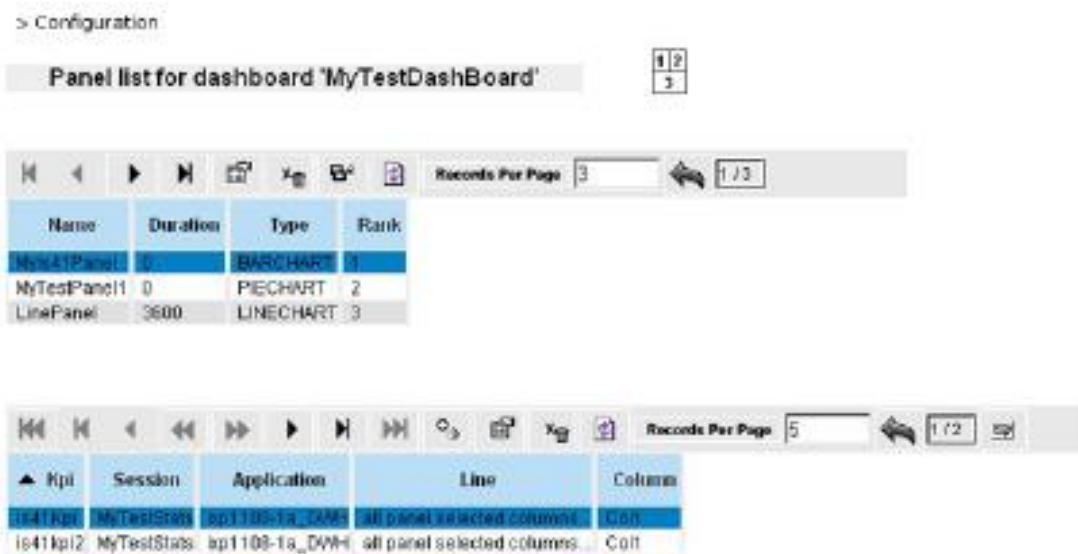 > Configuration
Panel list for dashboard 'MyTestDashBoard'
1 2
3
Records Per Page 3 1 / 3
Name Duration Type Rank
MyIs41Panel 0 BARCHART 1
MyTestPanel1 0 PIECHART 2
LinePanel 3600 LINECHART 3
Records Per Page 5 1 / 2
Kpi Session Application Line Column
is41Kpi MyTestStats all panel selected columns...
is41kpi2 MyTestStats all panel selected columns...